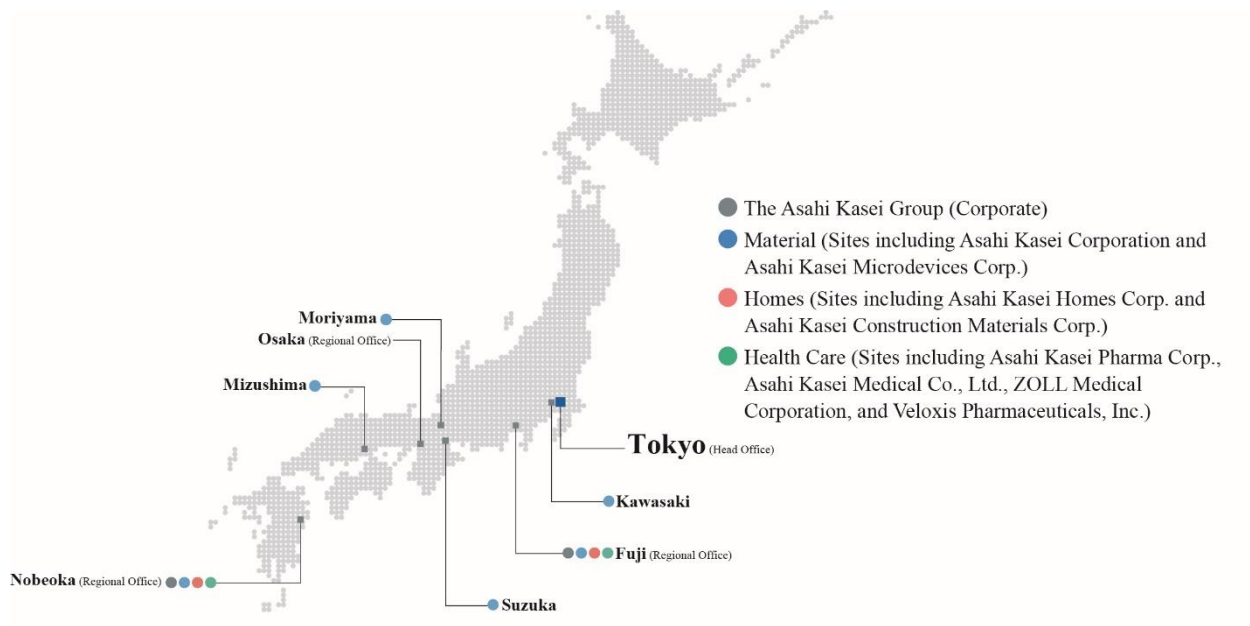 The Asahi Kasei Group (Corporate)
Material (Sites including Asahi Kasei Corporation and
Asahi Kasei Microdevices Corp.)
Homes (Sites including Asahi Kasei Homes Corp. and
Asahi Kasei Construction Materials Corp.)
Health Care (Sites including Asahi Kasei Pharma Corp.,
Asahi Kasei Medical Co., Ltd., ZOLL Medical
Corporation, and Veloxis Pharmaceuticals, Inc.)
Moriyama
Osaka (Regional Office)
Mizushima
Tokyo (Head Office)
Kawasaki
Fuji (Regional Office)
Nobeoka (Regional Office)
Suzuka